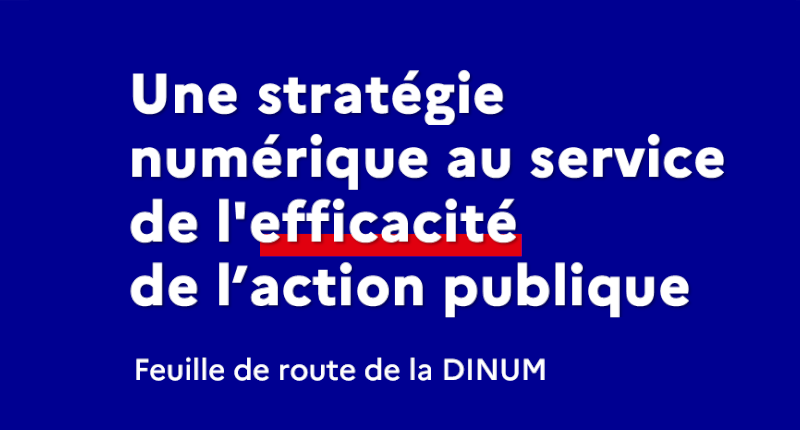 Une stratégie
numérique au service
de l'efficacité
de l’action publique
Feuille de route de la DINUM